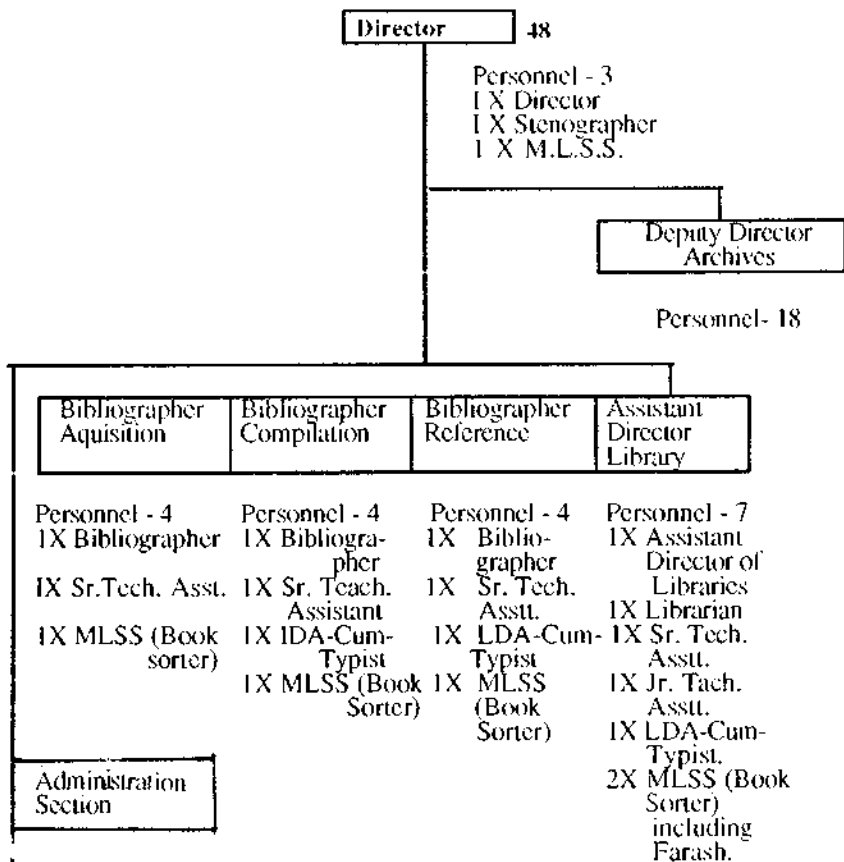 Director 48
Personnel - 3
1 X Director
1 X Stenographer
1 X M.L.S.S.
Deputy Director
Archives
Personnel- 18
Bibliographer
Aquisition
Bibliographer
Compilation
Bibliographer
Reference
Assistant
Director
Library
Personnel - 4
1X Bibliographer
1X Sr.Tech. Asst.
1X MLSS (Book
sorter)
Personnel - 4
1X Bibliogra-
pher
1X Sr. Teach.
Assistant
1X IDA-Cum-
Typist
1X MLSS (Book
Sorter)
Personnel - 4
1X Biblio-
grapher
1X Sr. Tech.
Asstt.
1X LDA-Cum-
Typist
1X MLSS
(Book
Sorter)
Personnel - 7
1X Assistant
Director of
Libraries
1X Librarian
1X Sr. Tech.
Asstt.
1X Jr. Tach.
Asstt.
1X LDA-Cum-
Typist.
2X MLSS (Book
Sorter)
including
Farash.
Administration
Section